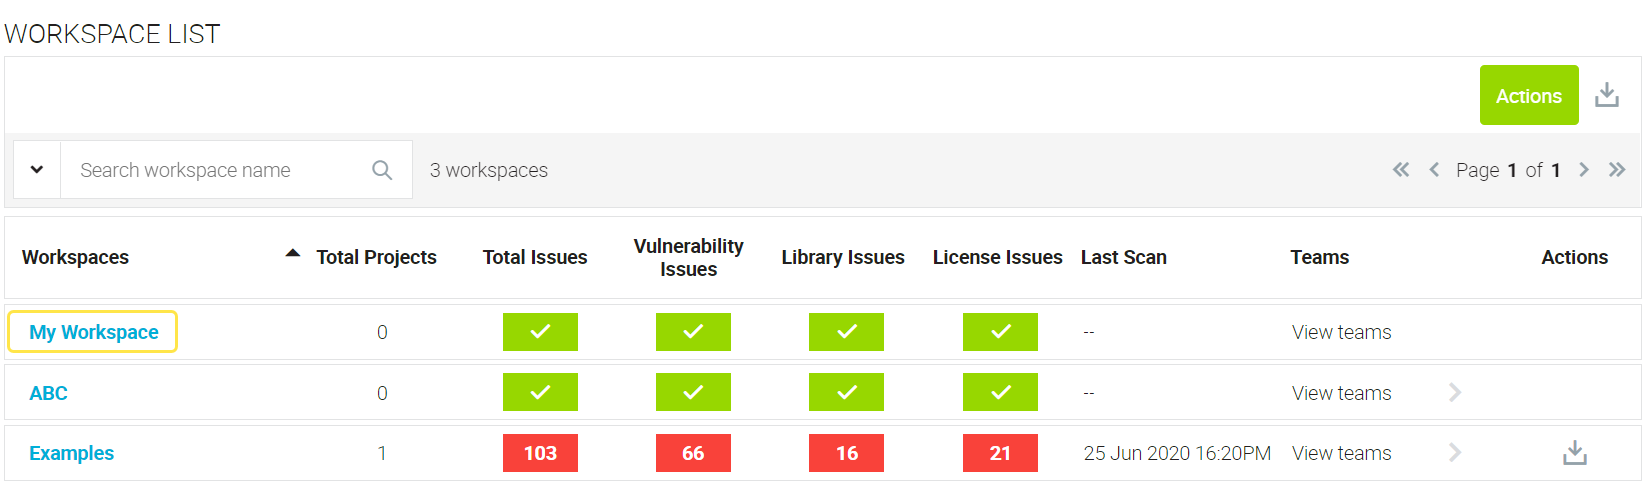 WORKSPACE LIST
Actions
Search workspace name 3 workspaces Page 1 of 1
Workspaces Total Projects Total Issues Vulnerability Issues Library Issues License Issues Last Scan Teams Actions
My Workspace 0 -- View teams
ABC 0 -- View teams
Examples 1 103 66 16 21 25 Jun 2020 16:20PM View teams